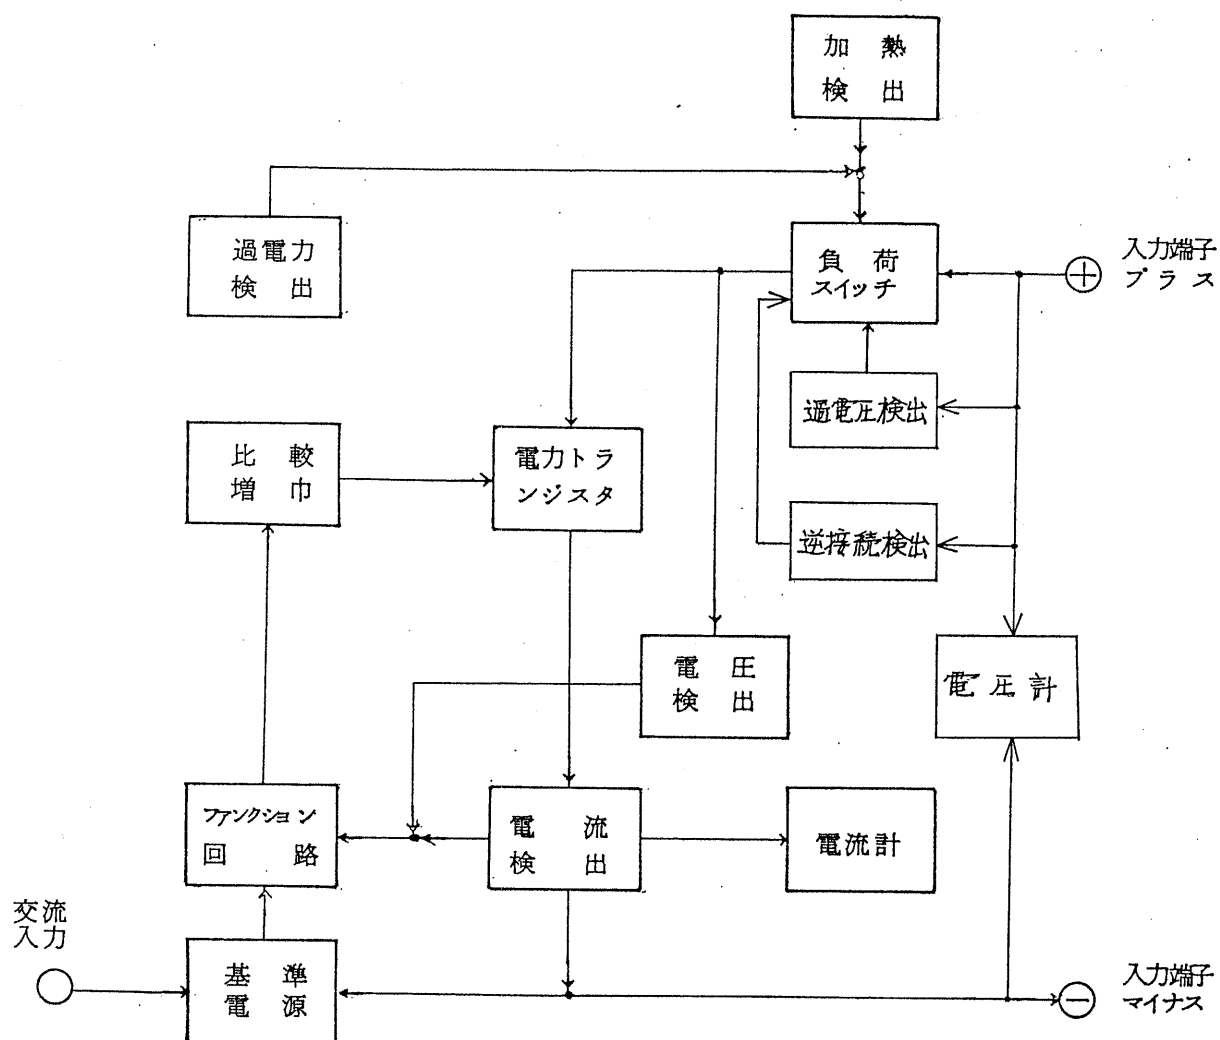 加熱
検出
過電力
検出
負荷
スイッチ
入力端子
プラス
過電圧検出
比較
増巾
電力トラ
ンジスタ
逆接続検出
電圧
検出
電圧計
ファンクション
回路
電流
検出
電流計
交流
入力
基準
電源
入力端子
マイナス